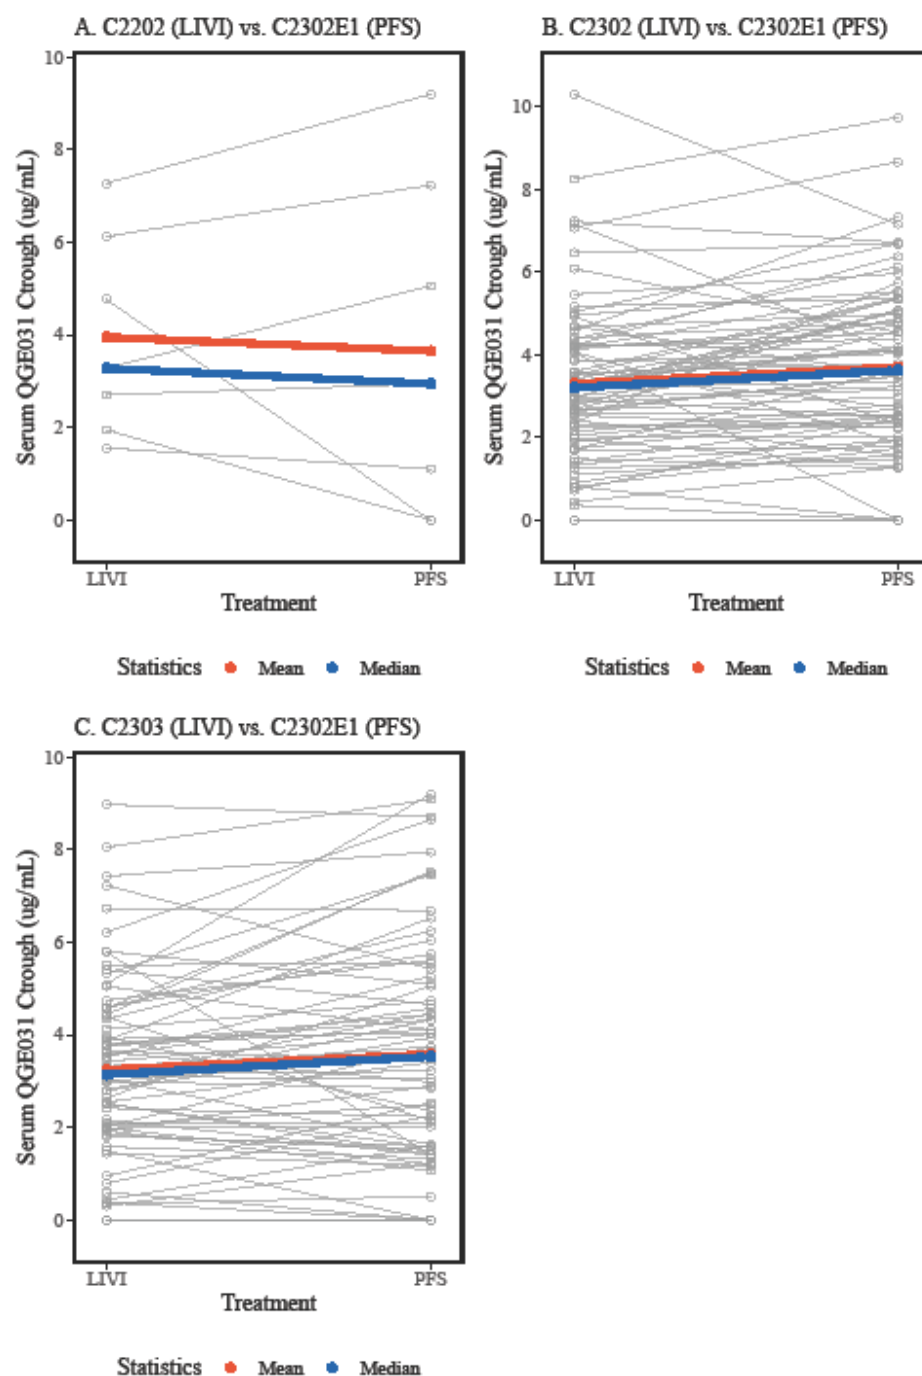 A. C2202 (LIVI) vs. C2302E1 (PFS)
10
8
6
4
2
0
Serum QGE031 Ctrough (ug/mL)
LIVI PFS
Treatment
Statistics Mean Median
B. C2302 (LIVI) vs. C2302E1 (PFS)
10
8
6
4
2
0
Serum QGE031 Ctrough (ug/mL)
LIVI PFS
Treatment
Statistics Mean Median
C. C2303 (LIVI) vs. C2302E1 (PFS)
10
8
6
4
2
0
Serum QGE031 Ctrough (ug/mL)
LIVI PFS
Treatment
Statistics Mean Median